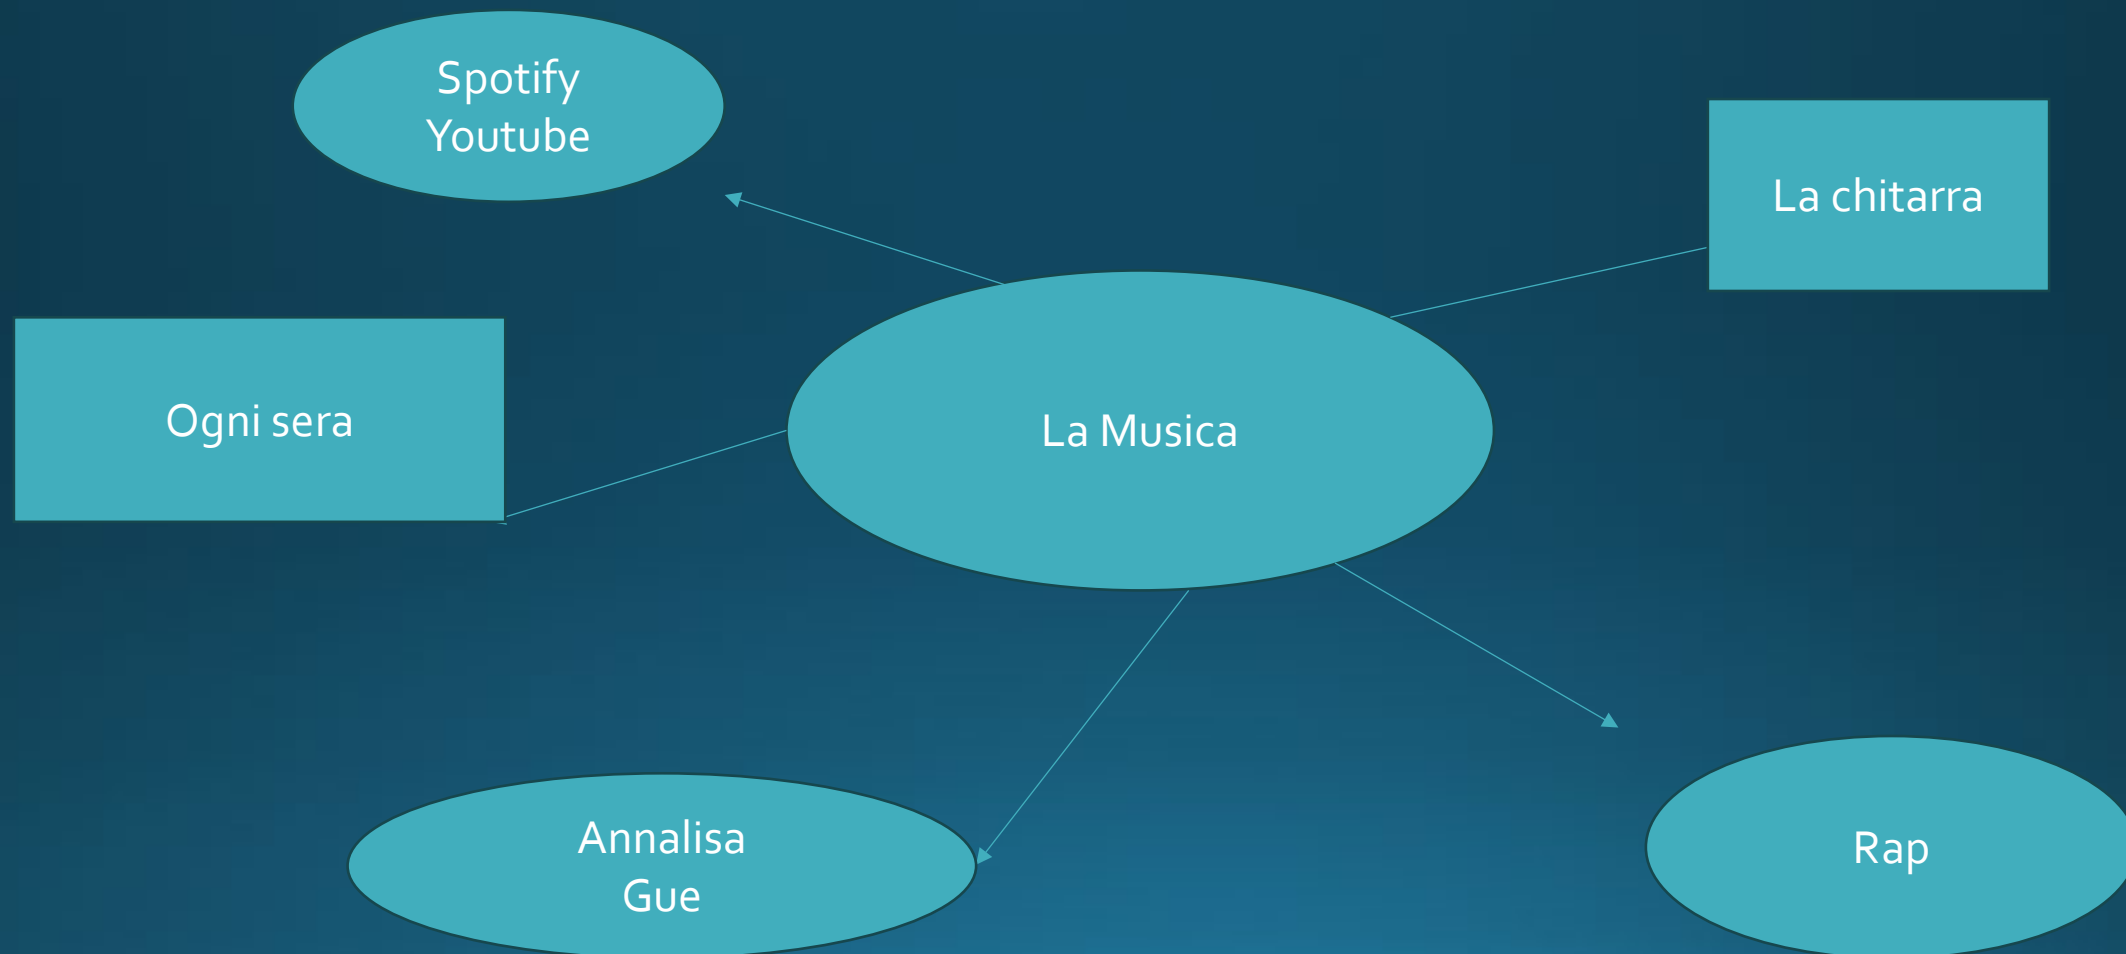 Spotify
Youtube
La chitarra
Ogni sera
La Musica
Annalisa
Gue
Rap